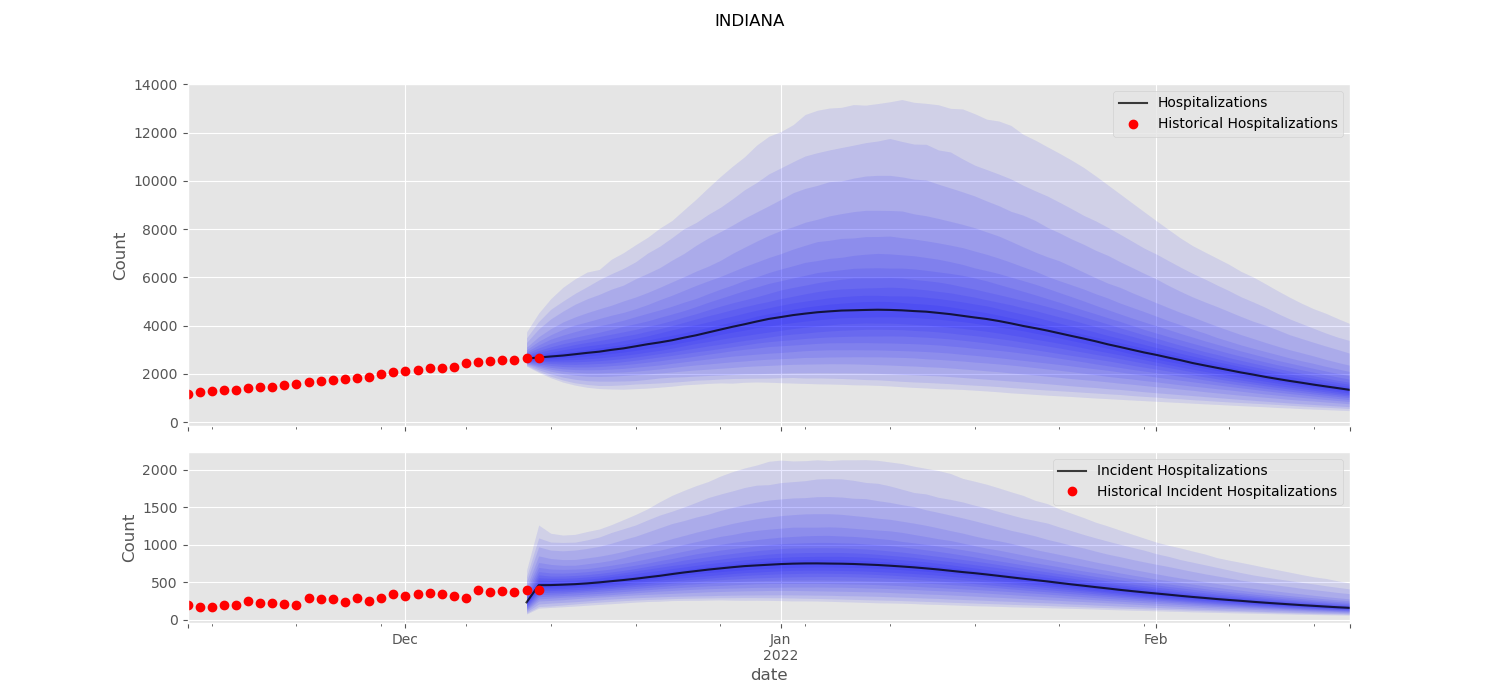 INDIANA
14000
12000
10000
8000
6000
4000
2000
0
Count
Hospitalizations
Historical Hospitalizations
2000
1500
1000
500
0
Count
Incident Hospitalizations
Historical Incident Hospitalizations
Dec
Jan
2022
Feb
date